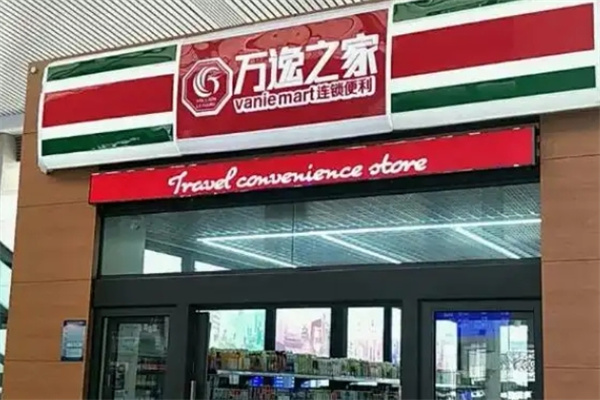 万逸之家
vaniemart连锁便利
Travel convenience store